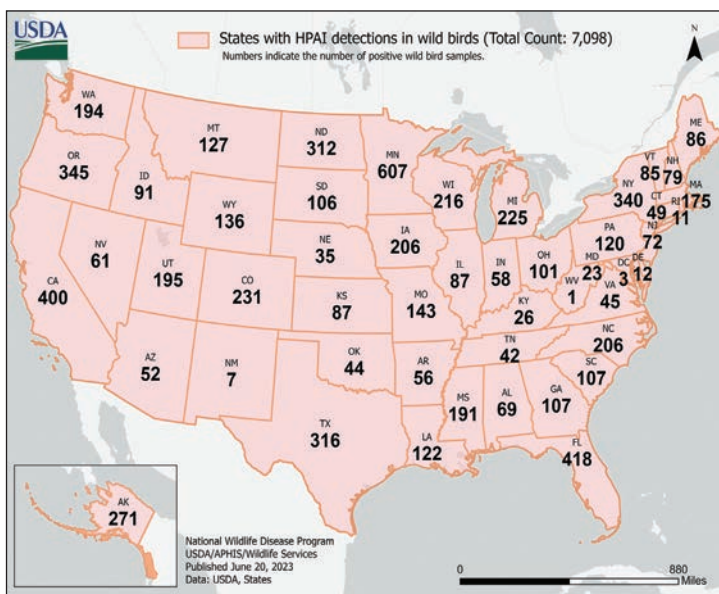 USDA
States with HPAI detections in wild birds (Total Count: 7,098)
Numbers indicate the number of positive wild bird samples.
N
WA
194
MT
127
ND
312
MN
607
ME
86
OR
345
ID
91
WY
136
SD
106
WI
216
MI
225
VT
85
NH
79
NY
340
MA
175
CT
49
RI
11
NV
61
UT
195
CO
231
NE
35
IA
206
IL
87
IN
58
OH
101
PA
120
NJ
72
CA
400
KS
87
MO
143
KY
26
WV
1
MD
23
DC
3
DE
12
VA
45
AZ
52
NM
7
OK
44
AR
56
TN
42
NC
206
SC
107
TX
316
LA
122
MS
191
AL
69
GA
107
FL
418
AK
271
National Wildlife Disease Program
USDA/APHIS/Wildlife Services
Published June 20, 2023
Data: USDA, States
0
880
Miles